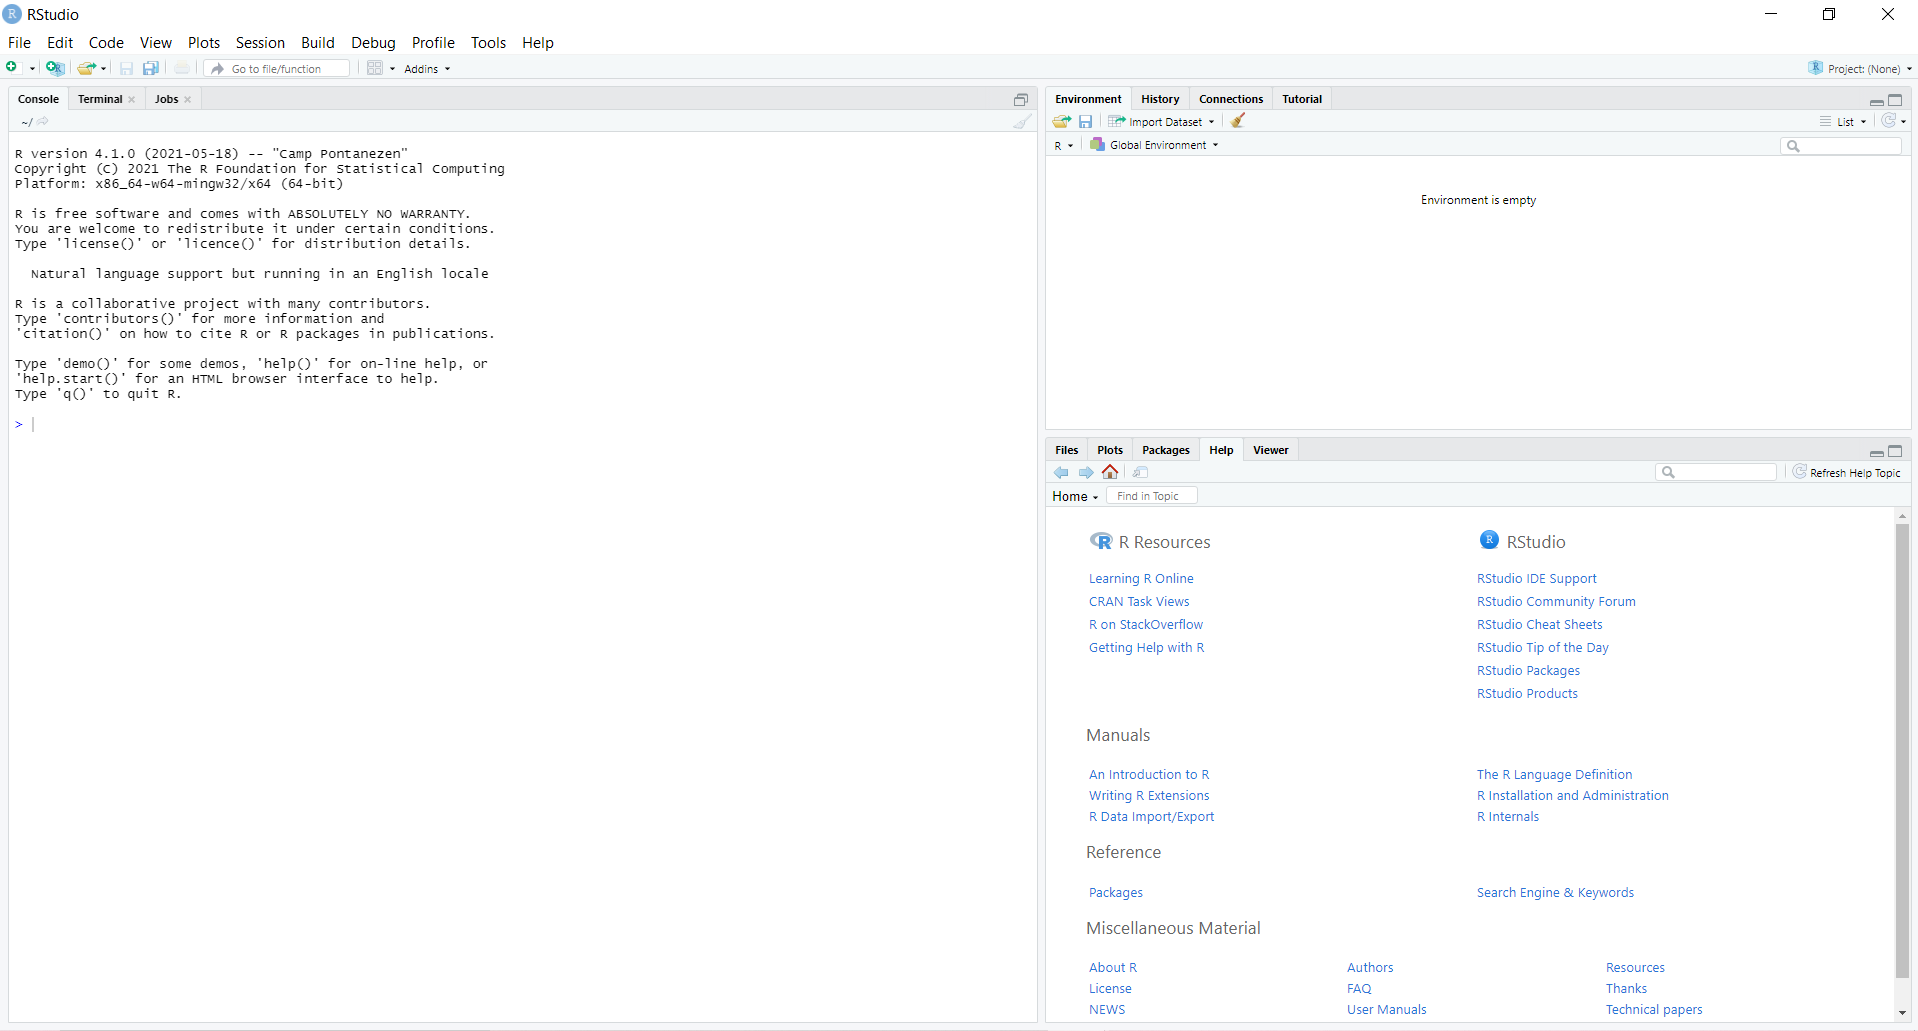 RStudio
File Edit Code View Plots Session Build Debug Profile Tools Help
Go to file/function Addins Project: (None)
Console Terminal Jobs
~/
R version 4.1.0 (2021-05-18) -- "Camp Pontanezen"
Copyright (C) 2021 The R Foundation for Statistical Computing
Platform: x86_64-w64-mingw32/x64 (64-bit)
R is free software and comes with ABSOLUTELY NO WARRANTY.
You are welcome to redistribute it under certain conditions.
Type 'license()' or 'licence()' for distribution details.
Natural language support but running in an English locale
R is a collaborative project with many contributors.
Type 'contributors()' for more information and
'citation()' on how to cite R or R packages in publications.
Type 'demo()' for some demos, 'help()' for on-line help, or
'help.start()' for an HTML browser interface to help.
Type 'q()' to quit R.
>
Environment History Connections Tutorial
Import Dataset List
R Global Environment
Environment is empty
Files Plots Packages Help Viewer
Refresh Help Topic
Home Find in Topic
R Resources
Learning R Online
CRAN Task Views
R on StackOverflow
Getting Help with R
RStudio
RStudio IDE Support
RStudio Community Forum
RStudio Cheat Sheets
RStudio Tip of the Day
RStudio Packages
RStudio Products
Manuals
An Introduction to R The R Language Definition
Writing R Extensions R Installation and Administration
R Data Import/Export R Internals
Reference
Packages Search Engine & Keywords
Miscellaneous Material
About R Authors Resources
License FAQ Thanks
NEWS User Manuals Technical papers